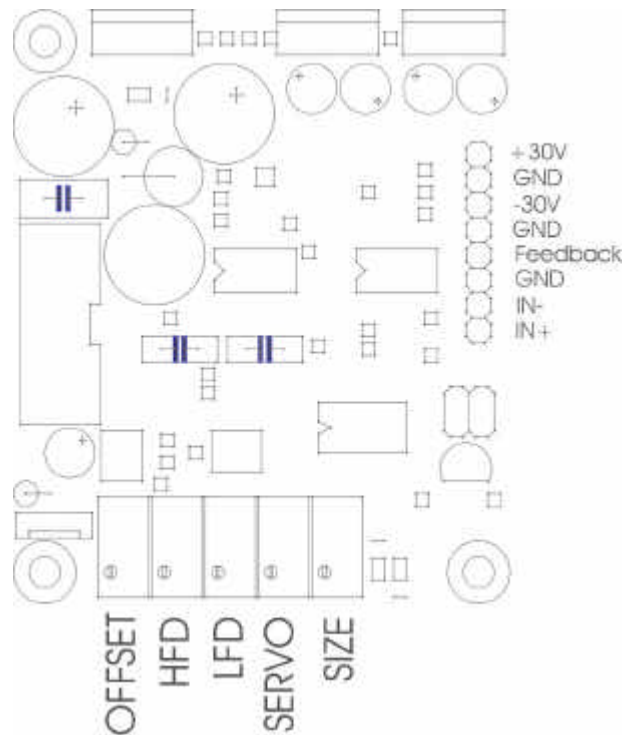 +30V
GND
-30V
GND
Feedback
GND
IN-
IN+
OFFSET
HFD
LFD
SERVO
SIZE